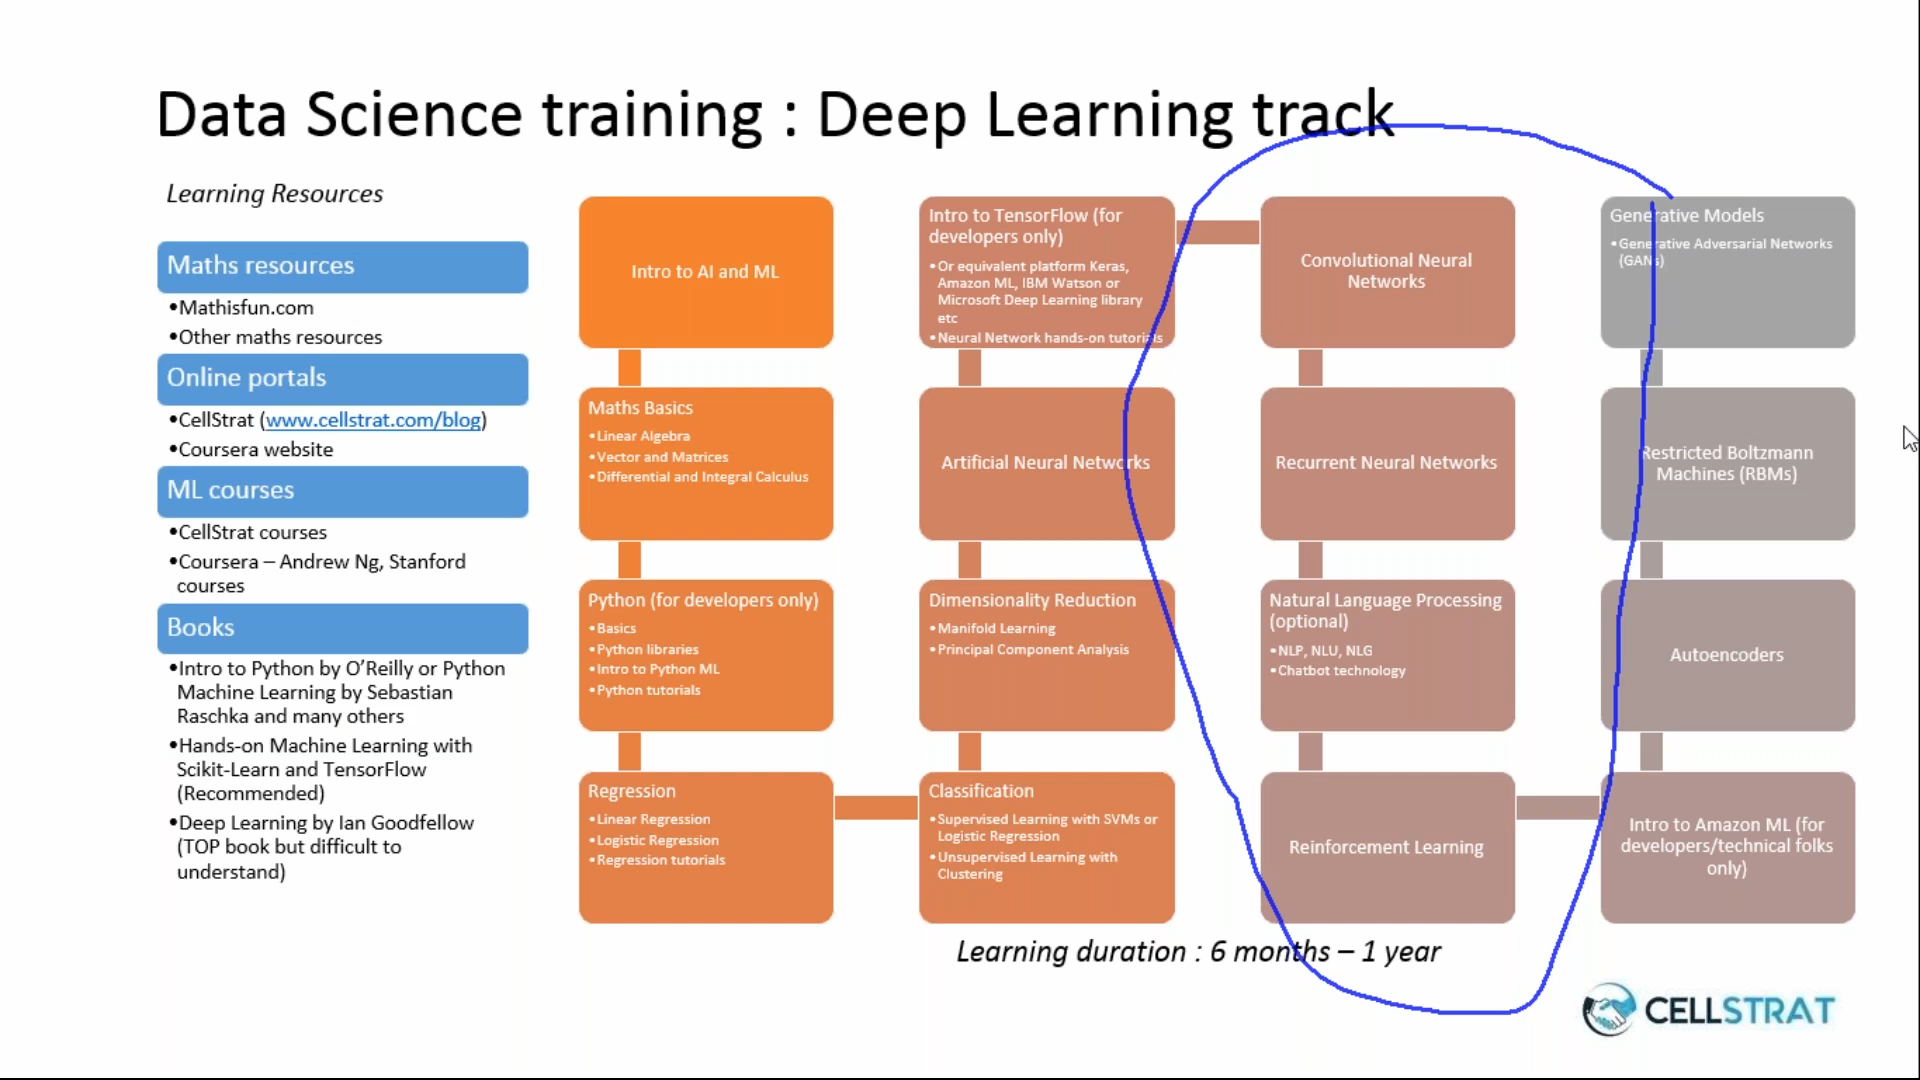 Data Science training : Deep Learning track
Learning Resources
Maths resources
•Mathisfun.com
•Other maths resources
Online portals
•CellStrat (www.cellstrat.com/blog)
•Coursera website
ML courses
•CellStrat courses
•Coursera – Andrew Ng, Stanford
courses
Books
•Intro to Python by O’Reilly or Python
Machine Learning by Sebastian
Raschka and many others
•Hands-on Machine Learning with
Scikit-Learn and TensorFlow
(Recommended)
•Deep Learning by Ian Goodfellow
(TOP book but difficult to
understand)
Intro to AI and ML
Maths Basics
•Linear Algebra
•Vector and Matrices
•Differential and Integral Calculus
Python (for developers only)
•Basics
•Python libraries
•Intro to Python ML
•Python tutorials
Regression
•Linear Regression
•Logistic Regression
•Regression tutorials
Intro to TensorFlow (for
developers only)
•Or equivalent platform Keras,
Amazon ML, IBM Watson or
Microsoft Deep Learning library
etc
•Neural Network hands-on tutorials
Artificial Neural Networks
Dimensionality Reduction
•Manifold Learning
•Principal Component Analysis
Classification
•Supervised Learning with SVMs or
Logistic Regression
•Unsupervised Learning with
Clustering
Convolutional Neural
Networks
Recurrent Neural Networks
Natural Language Processing
(optional)
•NLP, NLU, NLG
•Chatbot technology
Reinforcement Learning
Generative Models
•Generative Adversarial Networks
(GANs)
Restricted Boltzmann
Machines (RBMs)
Autoencoders
Intro to Amazon ML (for
developers/technical folks
only)
Learning duration : 6 months – 1 year
CELLSTRAT